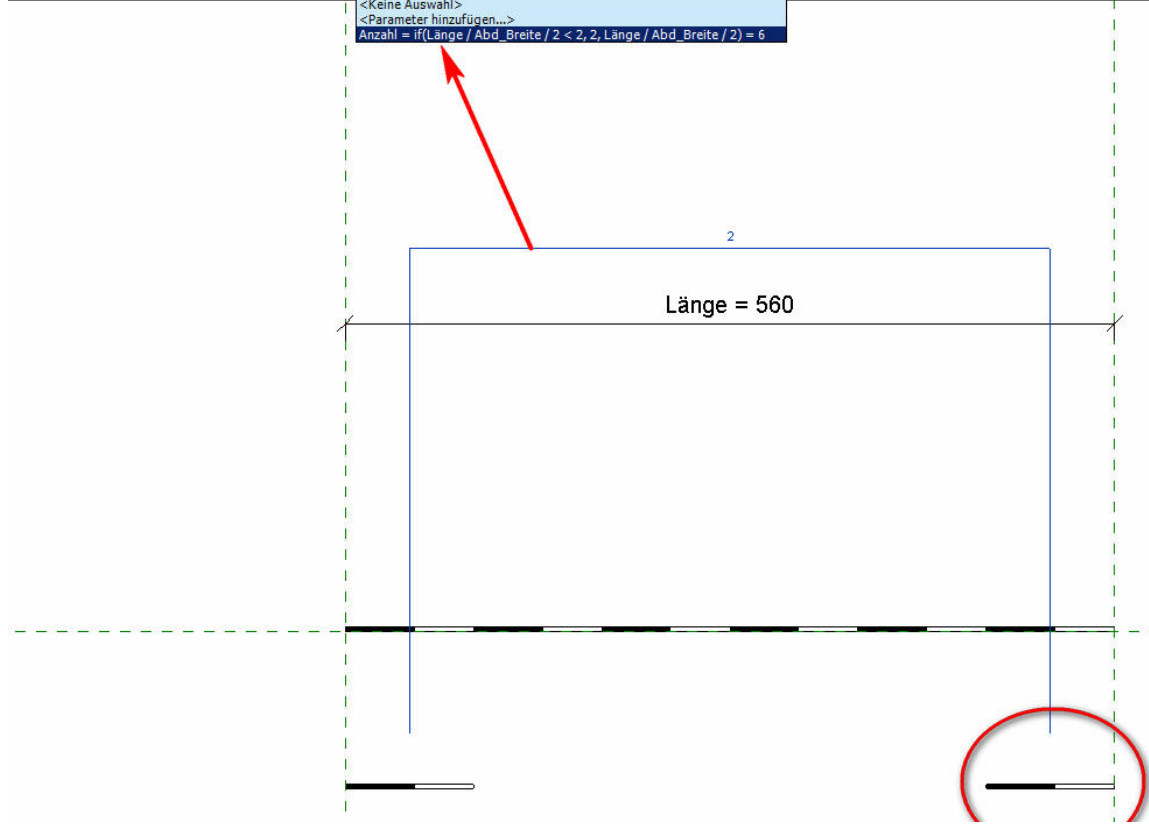 <Keine Auswahl>
<Parameter hinzufügen...>
Anzahl = if(Länge / Abd_Breite / 2 < 2, 2, Länge / Abd_Breite / 2) = 6
2
Länge = 560